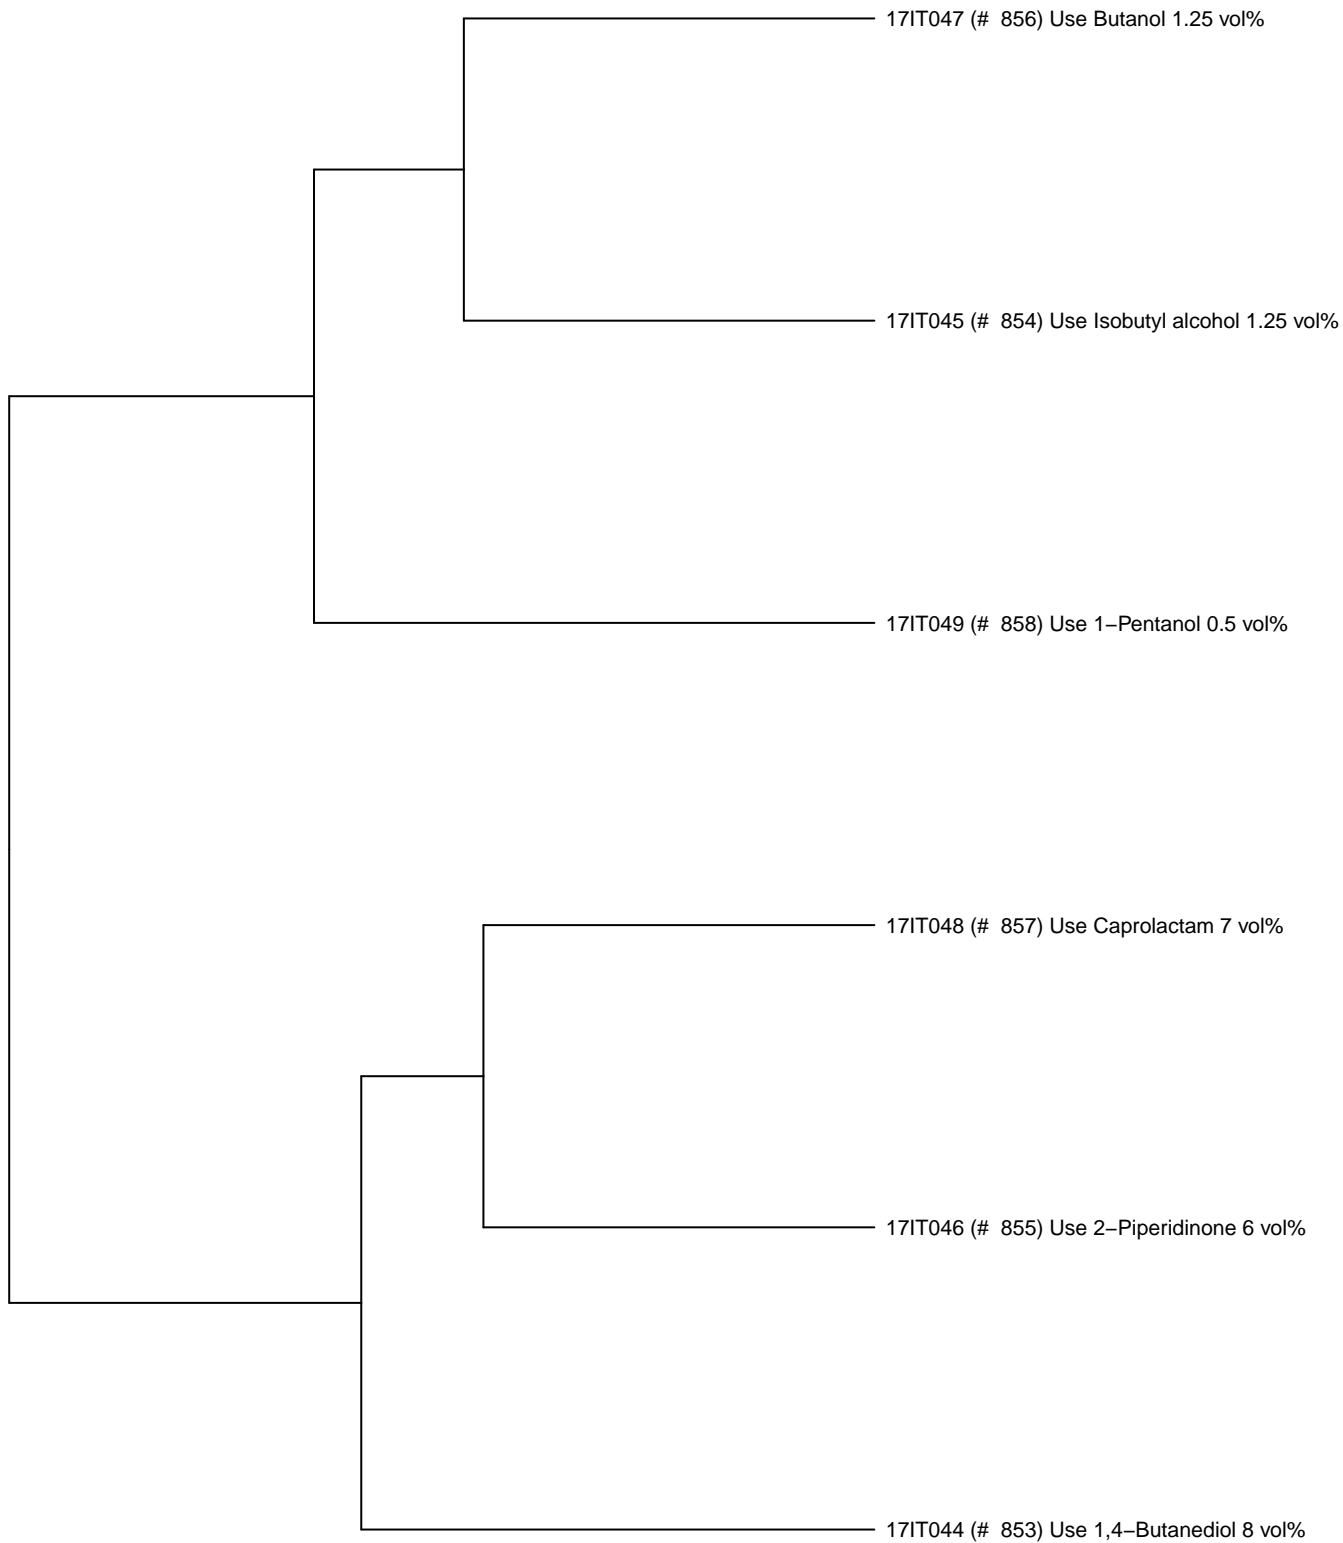 17IT047 (#  856) Use Butanol 1.25 vol%
17IT045 (#  854) Use Isobutyl alcohol 1.25 vol%
17IT049 (#  858) Use 1−Pentanol 0.5 vol%
17IT048 (#  857) Use Caprolactam 7 vol%
17IT046 (#  855) Use 2−Piperidinone 6 vol%
17IT044 (#  853) Use 1,4−Butanediol 8 vol%